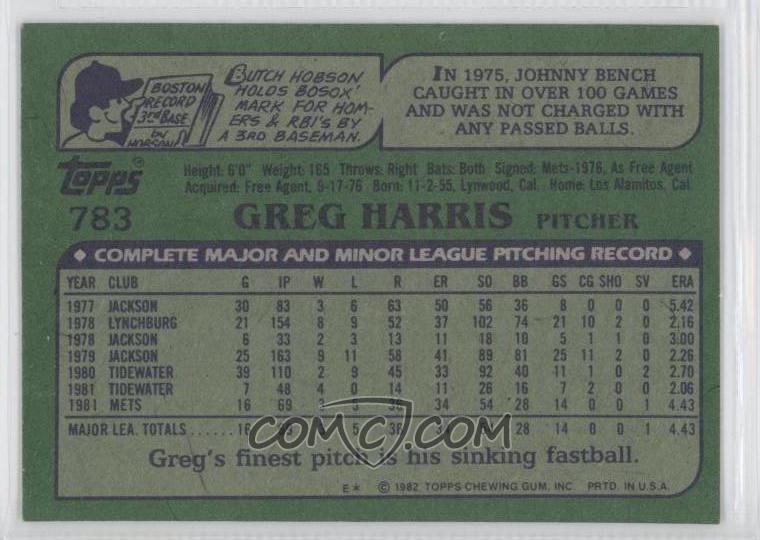 BOSTON
RECORD
3rd BASE
by
HOBSON
BUTCH HOBSON
HOLDS BOSOX'
MARK FOR HOM-
ERS & RBI'S BY
A 3RD BASEMAN.
IN 1975, JOHNNY BENCH
CAUGHT IN OVER 100 GAMES
AND WAS NOT CHARGED WITH
ANY PASSED BALLS.
Topps®
Height: 6'0" Weight: 165 Throws: Right Bats: Both Signed: Mets-1976, As Free Agent
Acquired: Free Agent, 9-17-76 Born: 11-2-55, Lynwood, Cal. Home: Los Alamitos, Cal.
783 GREG HARRIS PITCHER
◆ COMPLETE MAJOR AND MINOR LEAGUE PITCHING RECORD ◆
YEAR CLUB G IP W L R ER SO BB GS CG SHO SV ERA
1977 JACKSON 30 83 3 6 63 50 56 36 8 0 0 0 5.42
1978 LYNCHBURG 21 154 8 9 52 37 102 74 21 10 2 0 2.16
1978 JACKSON 6 33 2 3 13 11 18 10 5 1 1 0 3.00
1979 JACKSON 25 163 9 11 58 41 89 81 25 11 2 0 2.26
1980 TIDEWATER 39 110 2 9 45 33 92 40 11 1 0 2 2.70
1981 TIDEWATER 7 48 4 0 14 11 26 16 7 2 0 0 2.06
1981 METS 16 69 3 5 36 34 54 28 14 0 0 1 4.43
MAJOR LEA. TOTALS ...... 16 5 36 28 14 0 0 1 4.43
COMC.COM
Greg's finest pitch is his sinking fastball.
E* © 1982 TOPPS CHEWING GUM, INC. PRTD. IN U.S.A.